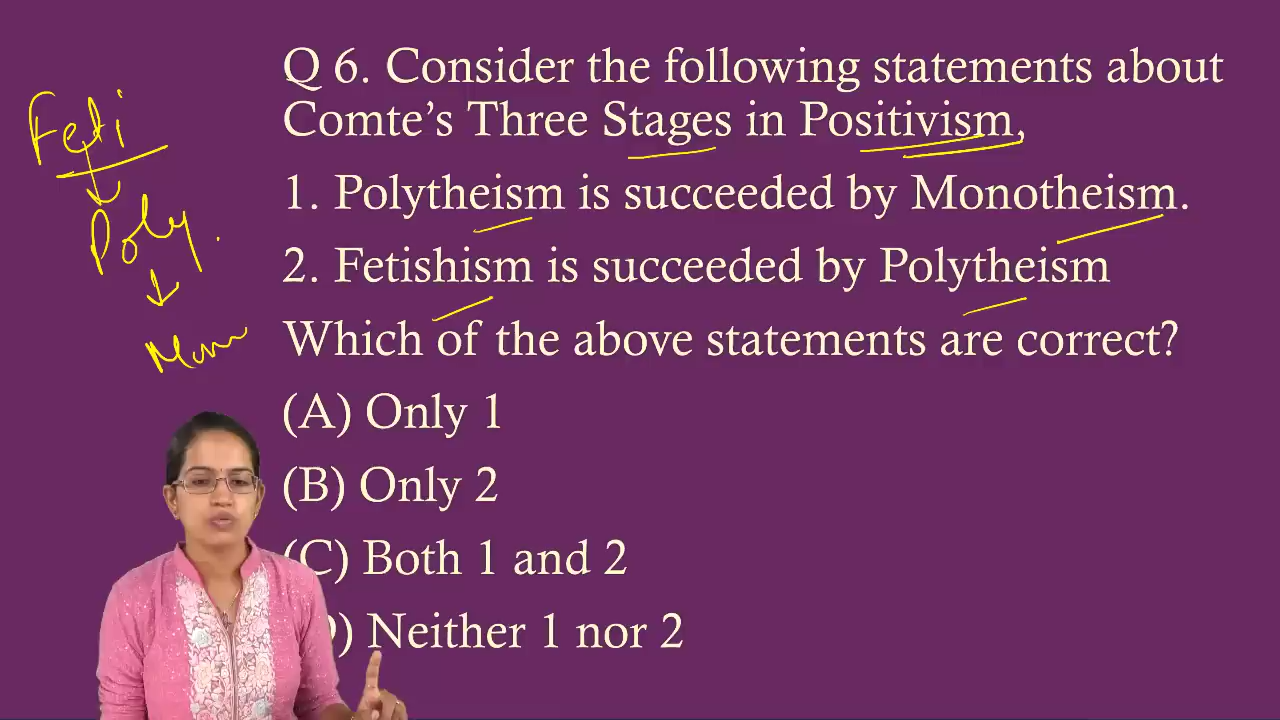 Q 6. Consider the following statements about
Comte's Three Stages in Positivism,
1. Polytheism is succeeded by Monotheism.
2. Fetishism is succeeded by Polytheism
Which of the above statements are correct?
(A) Only 1
(B) Only 2
(C) Both 1 and 2
) Neither 1 nor 2
Feti
Poly
Mono